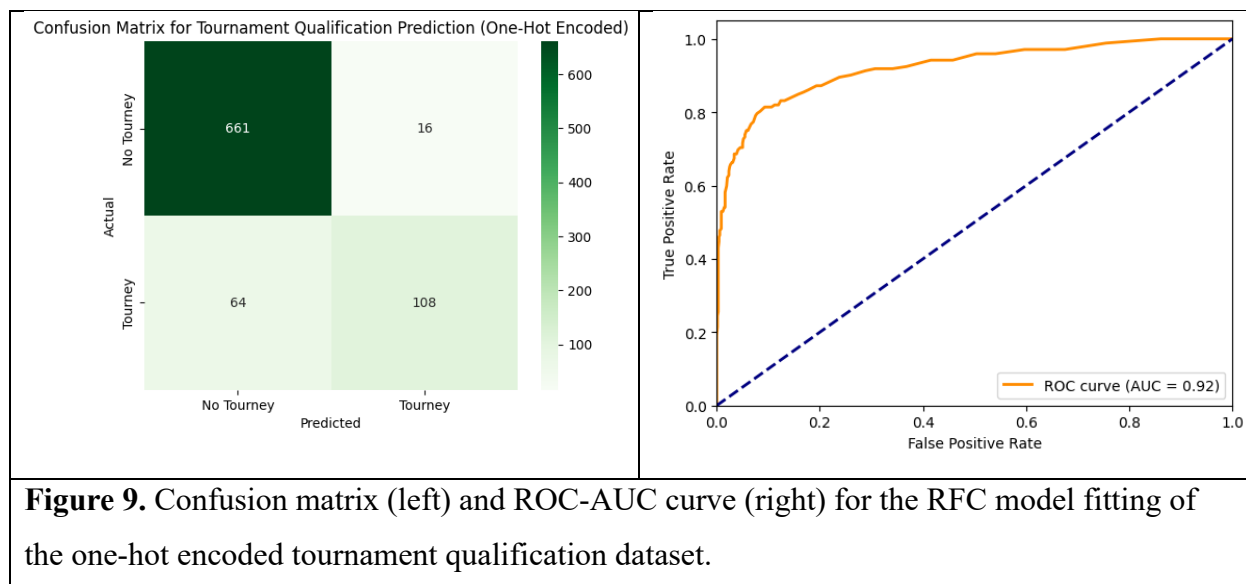 Confusion Matrix for Tournament Qualification Prediction (One-Hot Encoded)
No Tourney
Tourney
Actual
661
16
64
108
No Tourney
Tourney
Predicted
600
500
400
300
200
100
1.0
0.8
0.6
0.4
0.2
0.0
True Positive Rate
ROC curve (AUC = 0.92)
0.0
0.2
0.4
0.6
0.8
1.0
False Positive Rate
Figure 9. Confusion matrix (left) and ROC-AUC curve (right) for the RFC model fitting of
the one-hot encoded tournament qualification dataset.